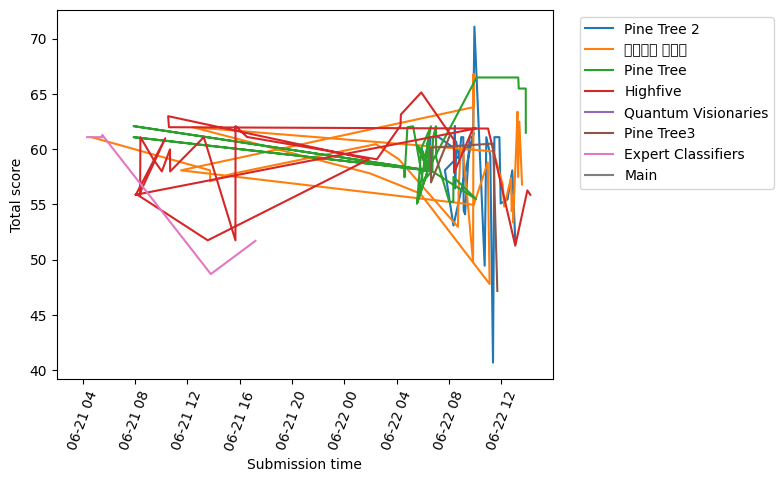 70
65
60
55
50
45
40
Total score
06-21 04
06-21 08
06-21 12
06-21 16
06-21 20
06-22 00
06-22 04
06-22 08
06-22 12
Submission time
Pine Tree 2
Pine Tree
Highfive
Quantum Visionaries
Pine Tree3
Expert Classifiers
Main